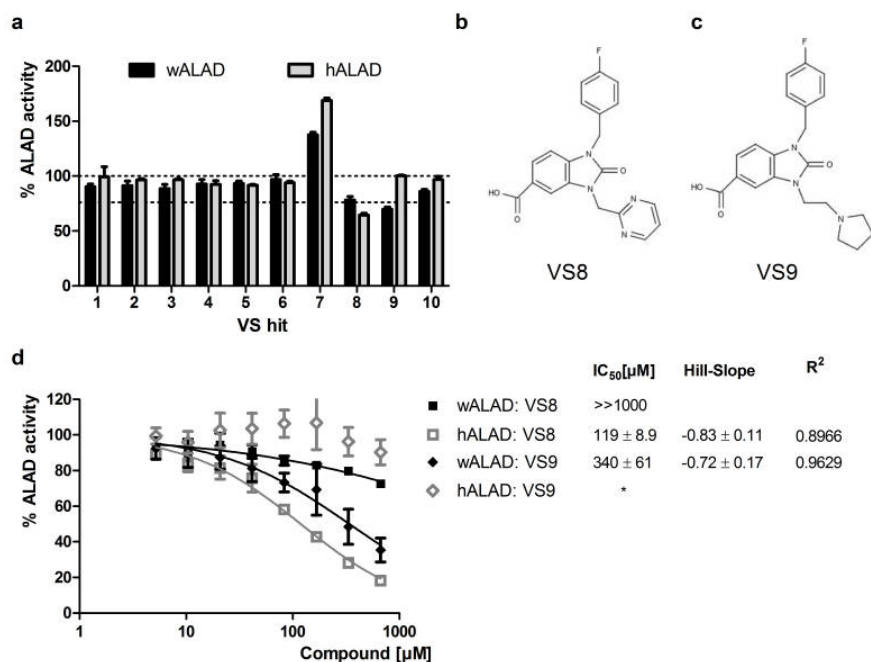 a
% ALAD activity
200
150
100
50
0
wALAD
hALAD
1 2 3 4 5 6 7 8 9 10
VS hit
b
F
N
O
N
HO
O
N
N
VS8
c
F
N
O
N
HO
O
N
VS9
d
% ALAD activity
120
100
80
60
40
20
0
1 10 100 1000
Compound [µM]
IC50[µM] Hill-Slope R2
wALAD: VS8 >>1000
hALAD: VS8 119 ± 8.9 -0.83 ± 0.11 0.8966
wALAD: VS9 340 ± 61 -0.72 ± 0.17 0.9629
hALAD: VS9 *